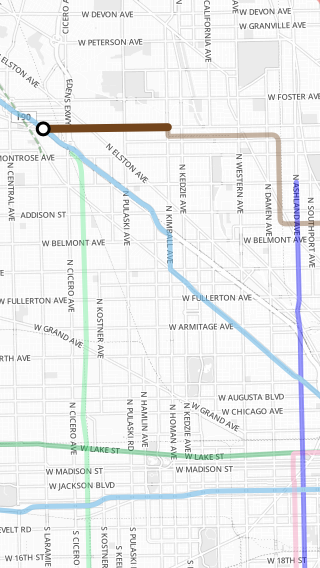 W DEVON AVE
W DEVON AVE
W GRANVILLE AVE
CICERO A
CALIFORNIA AVE
W PETERSON AVE
ELSTON AVE
EDENS EXWY
W FOSTER AVE
190
MONTROSE AVE
N ELSTON AVE
N CENTRAL AVE
N KEDZIE AVE
N WESTERN AVE
N DAMEN AVE
N ASHLAND AVE
N SOUTHPORT AVE
N PULASKI AVE
N KIMBALL AVE
ADDISON ST
W BELMONT AVE
W BELMONT AVE
N CICERO AVE
W FULLERTON AVE
W FULLERTON AVE
N KOSTNER AVE
W GRAND AVE
W ARMITAGE AVE
RTH AVE
W AUGUSTA BLVD
W CHICAGO AVE
W GRAND AVE
N CICERO AVE
N PULASKI RD
N HAMLIN AVE
N HOMAN AVE
N KEDZIE AVE
W LAKE ST
W LAKE ST
W MADISON ST
W MADISON ST
W JACKSON BLVD
EVELT RD
S LARAMIE
S CICERO
S KOSTNER
S KEE
S PULASKI
W 16TH ST
W 18TH ST